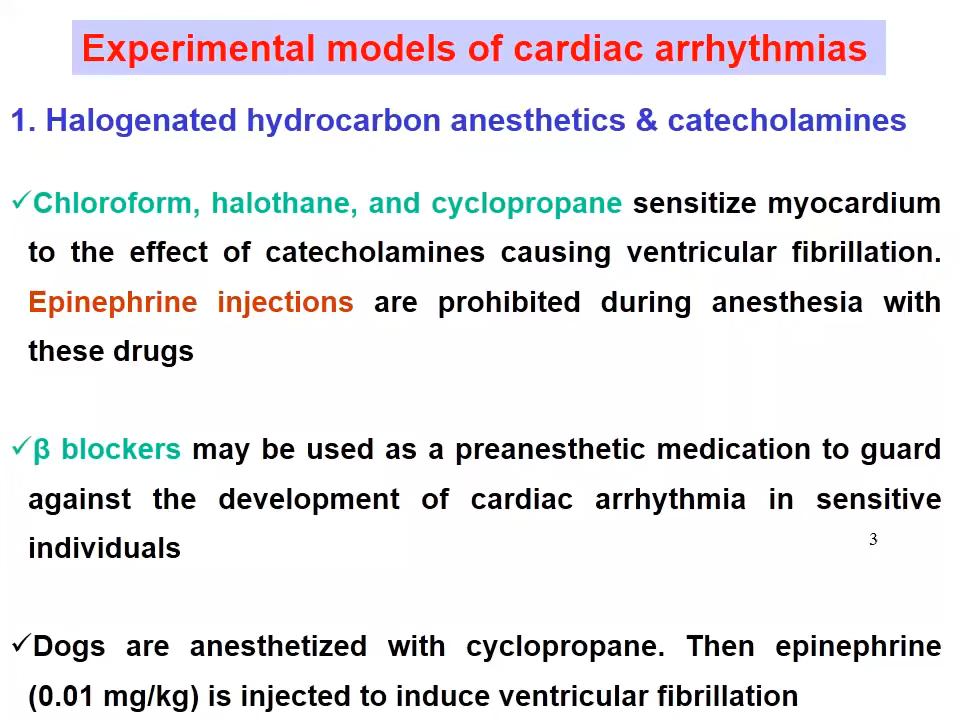 Experimental models of cardiac arrhythmias
1. Halogenated hydrocarbon anesthetics & catecholamines
✓Chloroform, halothane, and cyclopropane sensitize myocardium
to the effect of catecholamines causing ventricular fibrillation.
Epinephrine injections are prohibited during anesthesia with
these drugs
✓β blockers may be used as a preanesthetic medication to guard
against the development of cardiac arrhythmia in sensitive
individuals
3
✓Dogs are anesthetized with cyclopropane. Then epinephrine
(0.01 mg/kg) is injected to induce ventricular fibrillation